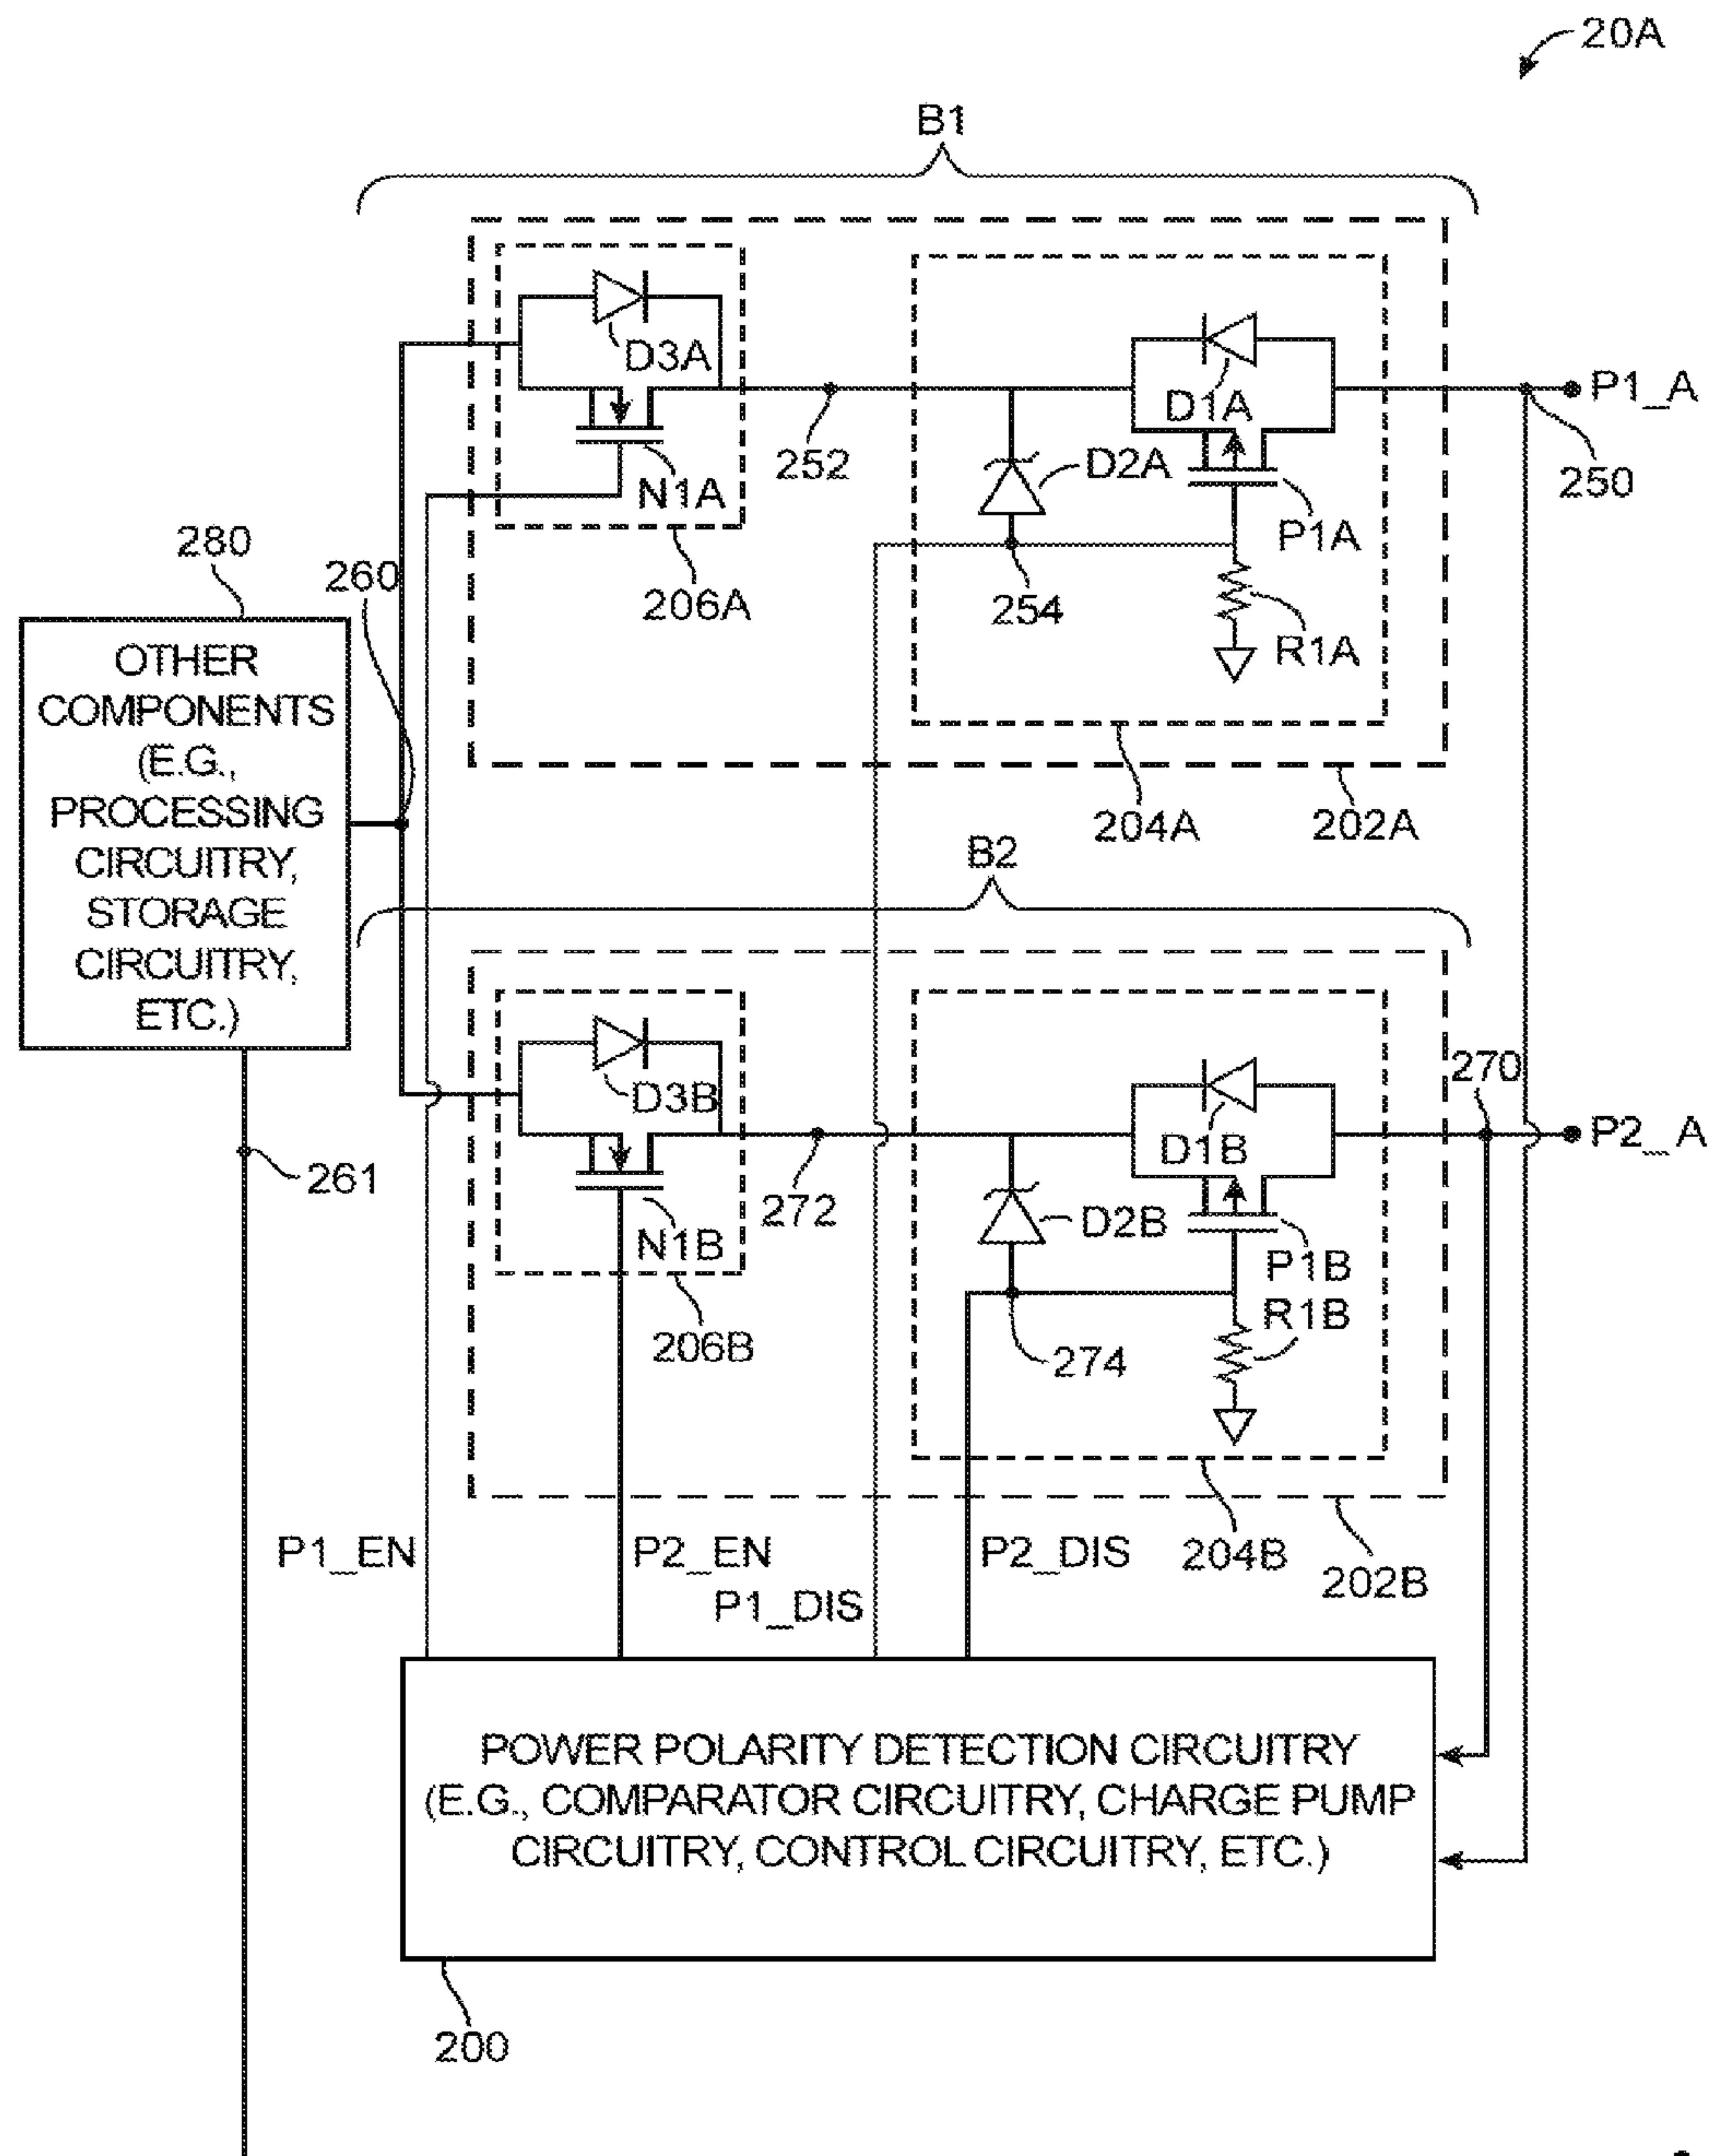 20A
B1
D3A
N1A
206A
252
D1A
D2A
P1A
254
R1A
204A
202A
P1_A
250
280
260
OTHER
COMPONENTS
(E.G.,
PROCESSING
CIRCUITRY,
STORAGE
CIRCUITRY,
ETC.)
261
B2
D3B
N1B
206B
272
D1B
D2B
P1B
R1B
274
204B
202B
270
P2_A
P1_EN
P2_EN
P1_DIS
P2_DIS
POWER POLARITY DETECTION CIRCUITRY
(E.G., COMPARATOR CIRCUITRY, CHARGE PUMP
CIRCUITRY, CONTROL CIRCUITRY, ETC.)
200